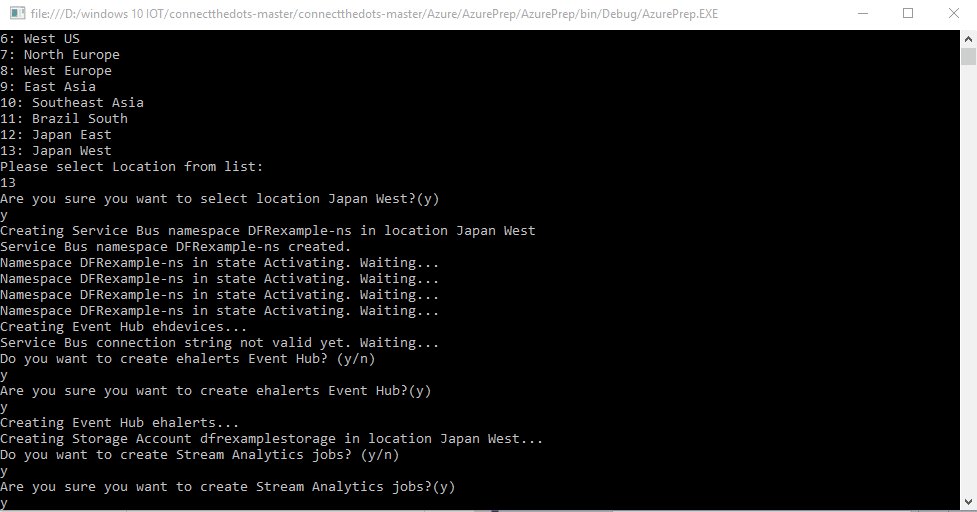 file:///D:/windows 10 IOT/connectthedots-master/connectthedots-master/Azure/AzurePrep/AzurePrep/bin/Debug/AzurePrep.EXE
6: West US
7: North Europe
8: West Europe
9: East Asia
10: Southeast Asia
11: Brazil South
12: Japan East
13: Japan West
Please select Location from list:
13
Are you sure you want to select location Japan West?(y)
y
Creating Service Bus namespace DFRexample-ns in location Japan West
Service Bus namespace DFRexample-ns created.
Namespace DFRexample-ns in state Activating. Waiting...
Namespace DFRexample-ns in state Activating. Waiting...
Namespace DFRexample-ns in state Activating. Waiting...
Namespace DFRexample-ns in state Activating. Waiting...
Creating Event Hub ehdevices...
Service Bus connection string not valid yet. Waiting...
Do you want to create ehalerts Event Hub? (y/n)
y
Are you sure you want to create ehalerts Event Hub?(y)
y
Creating Event Hub ehalerts...
Creating Storage Account dfrexamplestorage in location Japan West...
Do you want to create Stream Analytics jobs? (y/n)
y
Are you sure you want to create Stream Analytics jobs?(y)
y